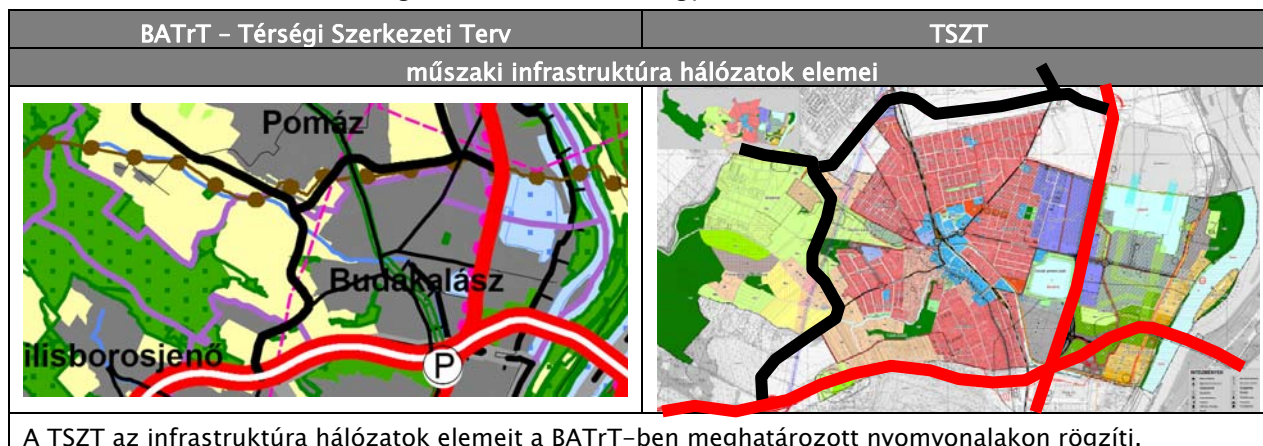 BATrT – Térségi Szerkezeti Terv
TSZT
műszaki infrastruktúra hálózatok elemei
Pomáz
Budakalász
ilisborosjenő
P
INTÉZMÉNYEK
A TSZT az infrastruktúra hálózatok elemeit a BATrT-ben meghatározott nyomvonalakon rögzíti.